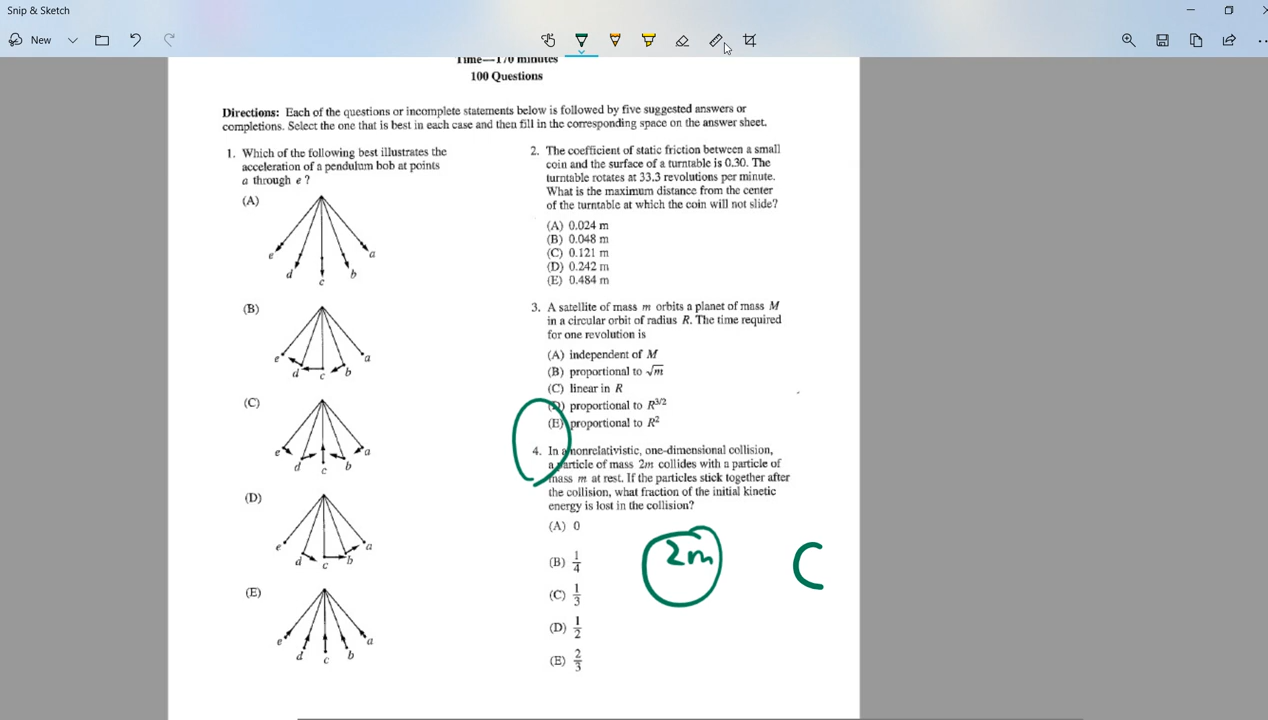 Snip & Sketch
New
Time—170 minutes
100 Questions
Directions: Each of the questions or incomplete statements below is followed by five suggested answers or
completions. Select the one that is best in each case and then fill in the corresponding space on the answer sheet.
1. Which of the following best illustrates the
acceleration of a pendulum bob at points
a through e ?
(A)
e
d
c
b
a
(B)
e
d
c
b
a
(C)
e
d
c
b
a
(D)
e
d
c
b
a
(E)
e
d
c
b
a
2. The coefficient of static friction between a small
coin and the surface of a turntable is 0.30. The
turntable rotates at 33.3 revolutions per minute.
What is the maximum distance from the center
of the turntable at which the coin will not slide?
(A) 0.024 m
(B) 0.048 m
(C) 0.121 m
(D) 0.242 m
(E) 0.484 m
3. A satellite of mass m orbits a planet of mass M
in a circular orbit of radius R. The time required
for one revolution is
(A) independent of M
(B) proportional to √m
(C) linear in R
(D) proportional to R^3/2
(E) proportional to R^2
4. In a nonrelativistic, one-dimensional collision,
a particle of mass 2m collides with a particle of
mass m at rest. If the particles stick together after
the collision, what fraction of the initial kinetic
energy is lost in the collision?
(A) 0
(B) 1/4
(C) 1/3
(D) 1/2
(E) 2/3
2m